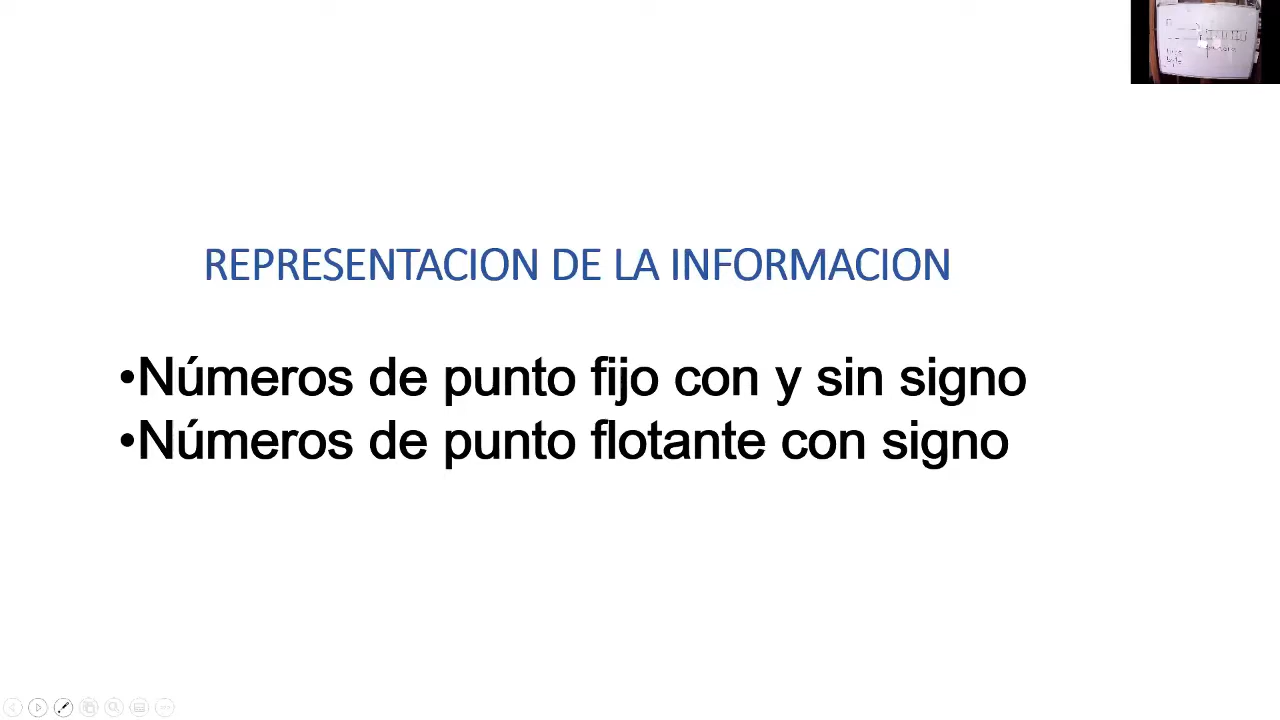 REPRESENTACION DE LA INFORMACION
•Números de punto fijo con y sin signo
•Números de punto flotante con signo